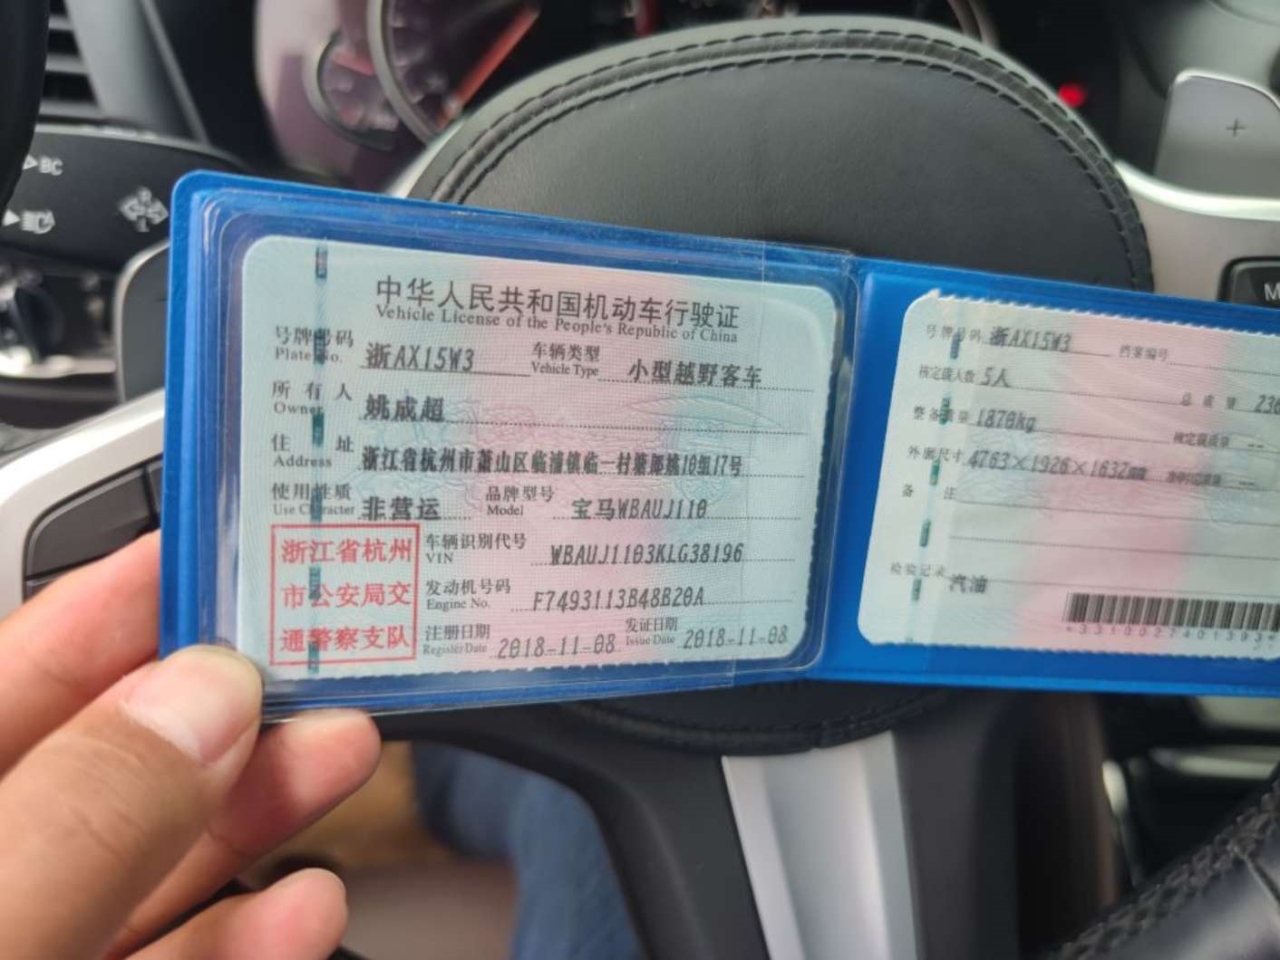 BC
+
M
中华人民共和国机动车行驶证
Vehicle License of the People's Republic of China
号牌号码 浙AX15W3 车辆类型 小型越野客车
Plate No. Vehicle Type
所有人 姚成超
Owner
住址 浙江省杭州市萧山区临浦镇临一村
Address
10组17号
使用性质 非营运 品牌型号 宝马WBAUJ110
Use Character Model
浙江省杭州
市公安局交
通警察支队
车辆识别代号 WBAUJ1103KLG38196
VIN
发动机号码 F7493113B48B20A
Engine No.
注册日期 2018-11-08 发证日期 2018-11-08
Register Date Issue Date
号牌号码 浙AX15W3 档案编号
核定载人数 5人 总质量 236
整备质量 1870kg 核定载质量 --
外廓尺寸 4763×1926×1632mm --
备注
检验记录 汽油